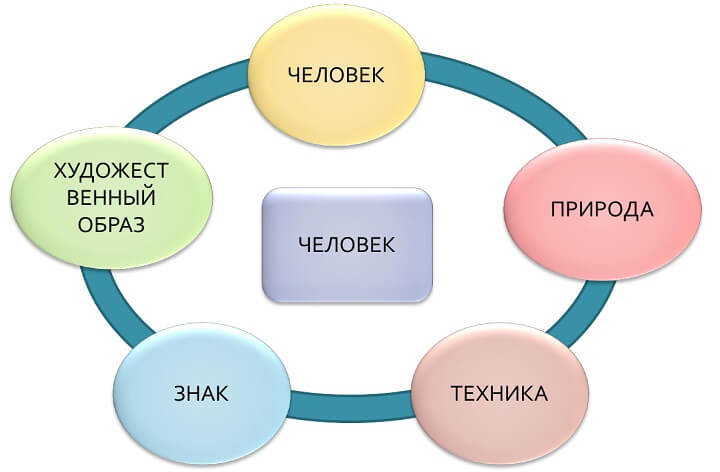 ЧЕЛОВЕК
ХУДОЖЕСТ
ВЕННЫЙ
ОБРАЗ
ПРИРОДА
ЧЕЛОВЕК
ЗНАК
ТЕХНИКА